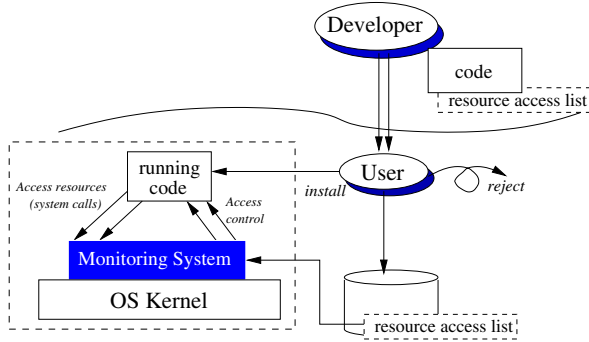 Developer
code
resource access list
running
code
User
install
reject
Access resources
(system calls)
Access
control
Monitoring System
OS Kernel
resource access list